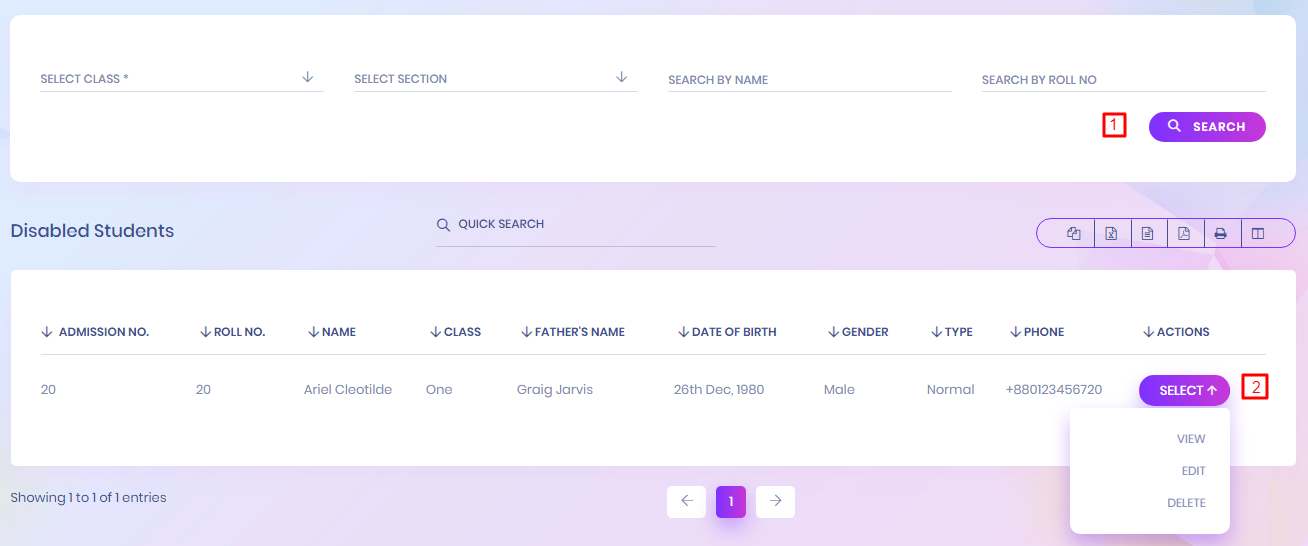 SELECT CLASS * SELECT SECTION SEARCH BY NAME SEARCH BY ROLL NO
1 SEARCH
Disabled Students QUICK SEARCH
ADMISSION NO. ROLL NO. NAME CLASS FATHER'S NAME DATE OF BIRTH GENDER TYPE PHONE ACTIONS
20 20 Ariel Cleotilde One Graig Jarvis 26th Dec, 1980 Male Normal +880123456720 SELECT 2
VIEW
EDIT
DELETE
Showing 1 to 1 of 1 entries 1